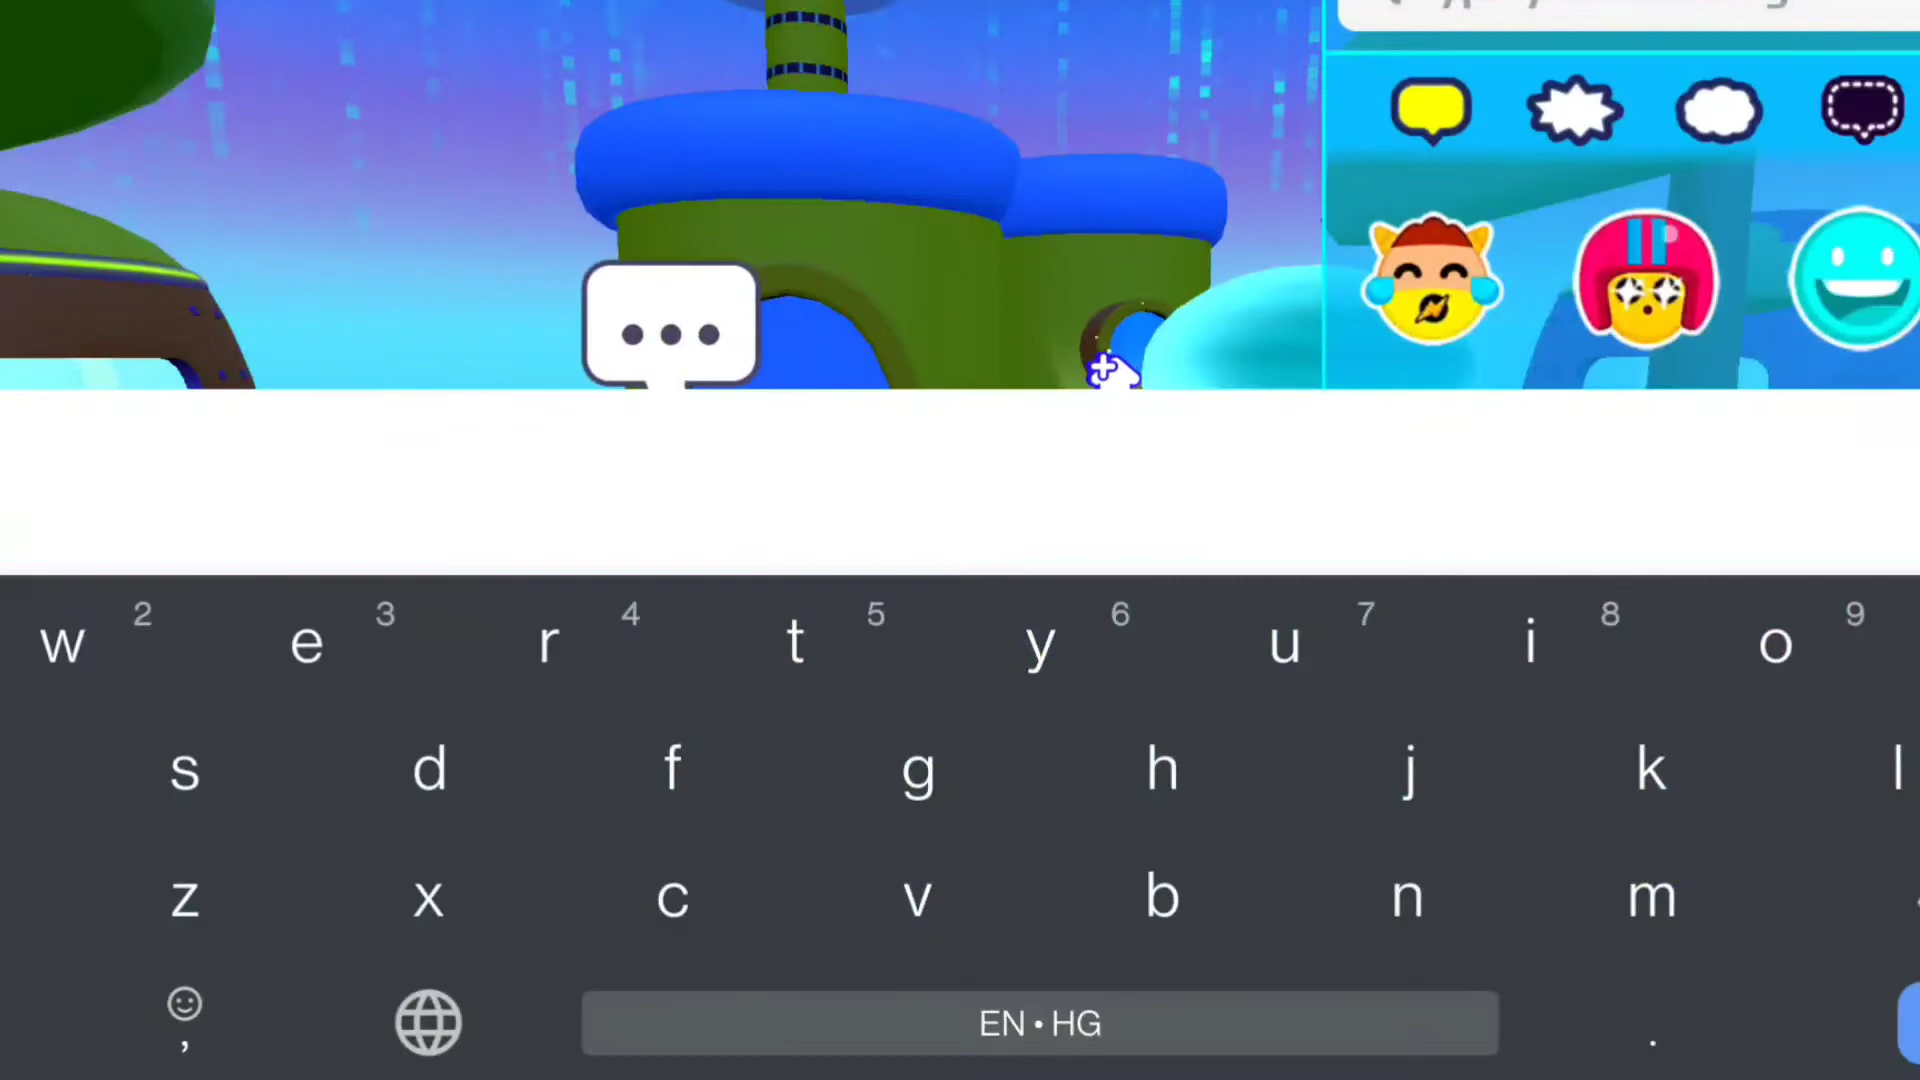 w 2 e 3 r 4 t 5 y 6 u 7 i 8 o 9
s d f g h j k l
z x c v b n m
, EN • HG .